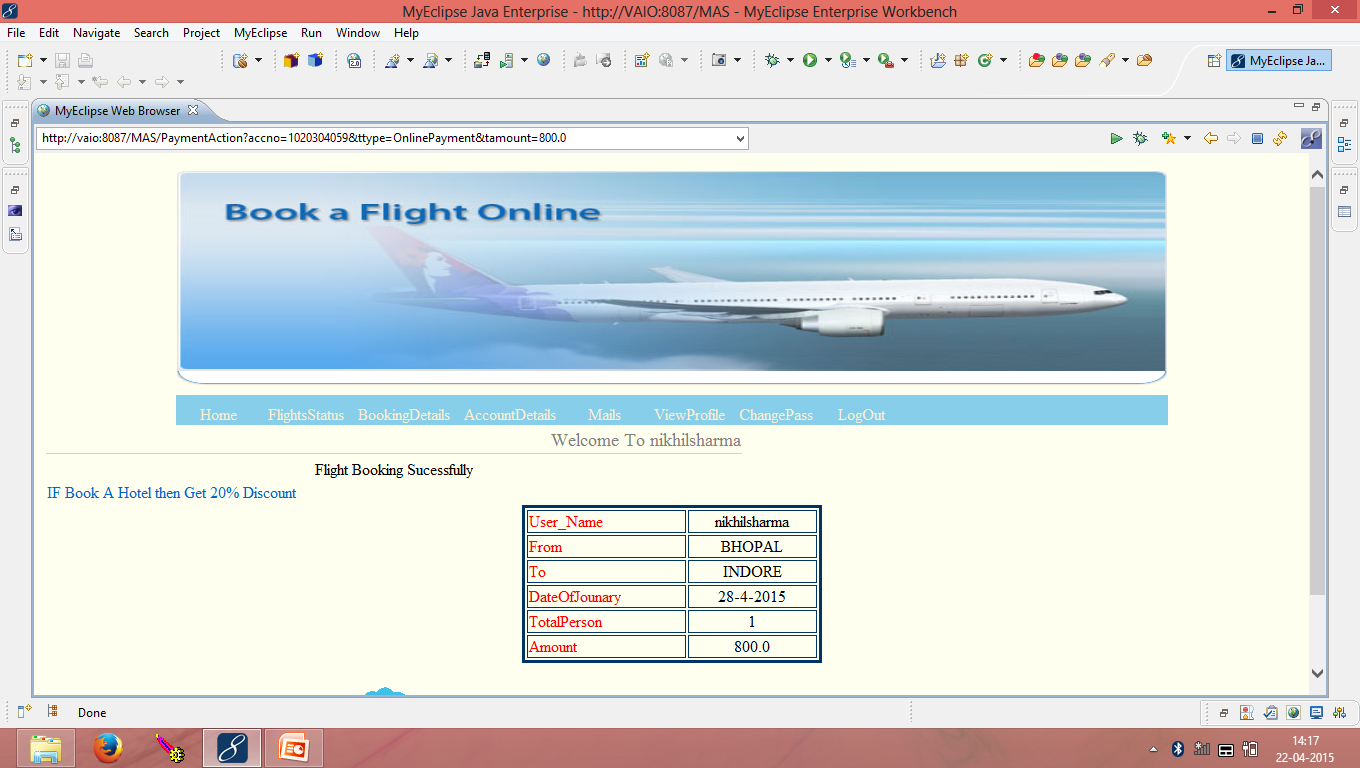 MyEclipse Java Enterprise - http://VAIO:8087/MAS - MyEclipse Enterprise Workbench
File Edit Navigate Search Project MyEclipse Run Window Help
2.0
MyEclipse Ja...
MyEclipse Web Browser
http://vaio:8087/MAS/PaymentAction?accno=1020304059&ttype=OnlinePayment&tamount=800.0
Book a Flight Online
Home FlightsStatus BookingDetails AccountDetails Mails ViewProfile ChangePass LogOut
Welcome To nikhilsharma
Flight Booking Sucessfully
IF Book A Hotel then Get 20% Discount
User_Name nikhilsharma
From BHOPAL
To INDORE
DateOfJounary 28-4-2015
TotalPerson 1
Amount 800.0
Done
14:17
22-04-2015